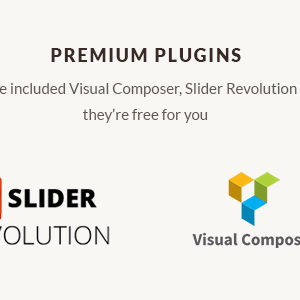 PREMIUM PLUGINS
e included Visual Composer, Slider Revolution
they're free for you
SLIDER
VOLUTION
Visual Compos